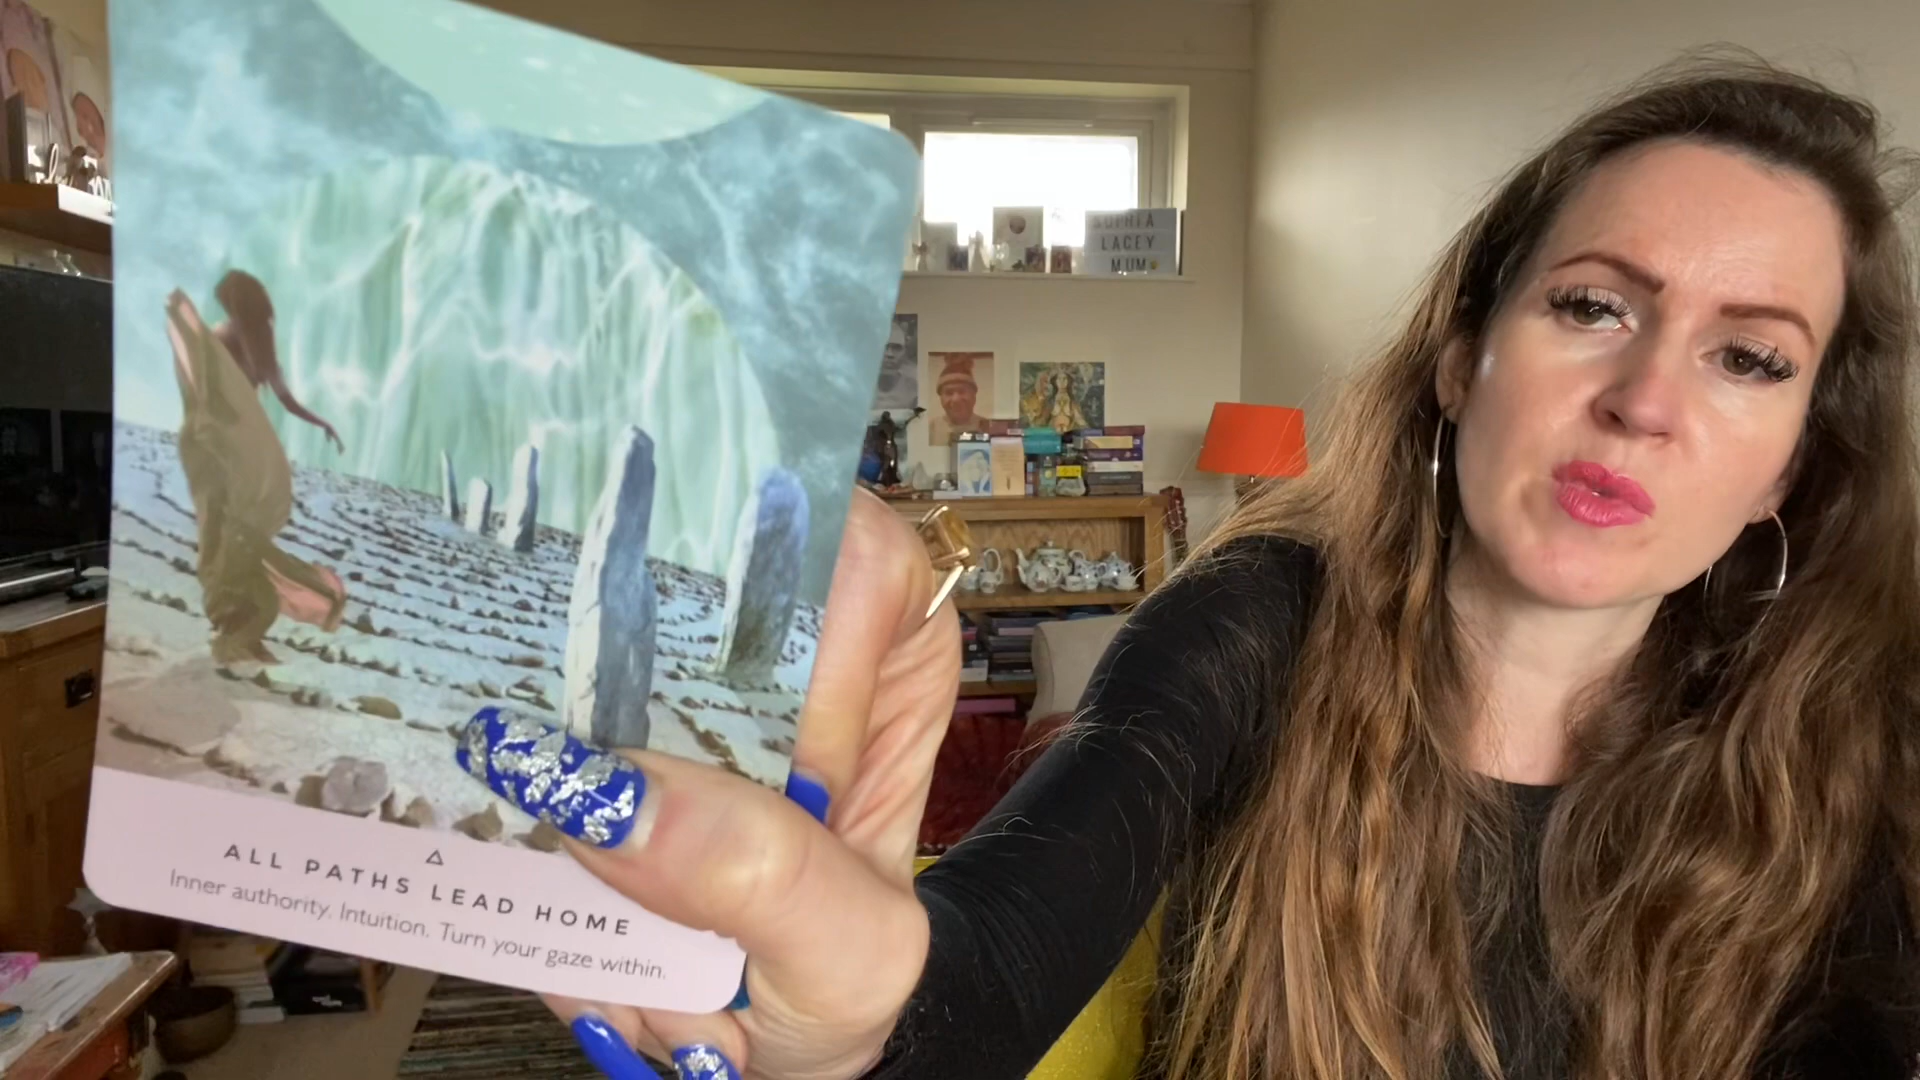 SOPHIA
LACEY
MUM
ALL PATHS LEAD HOME
Inner authority. Intuition. Turn your gaze within.